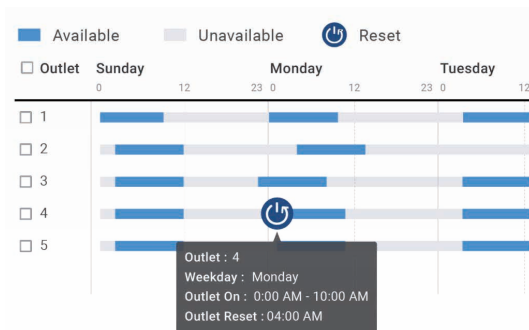 Available Unavailable Reset
Outlet Sunday Monday Tuesday
0 12 23 0 12 23 0 12
1
2
3
4
5
Outlet : 4
Weekday : Monday
Outlet On : 0:00 AM - 10:00 AM
Outlet Reset : 04:00 AM